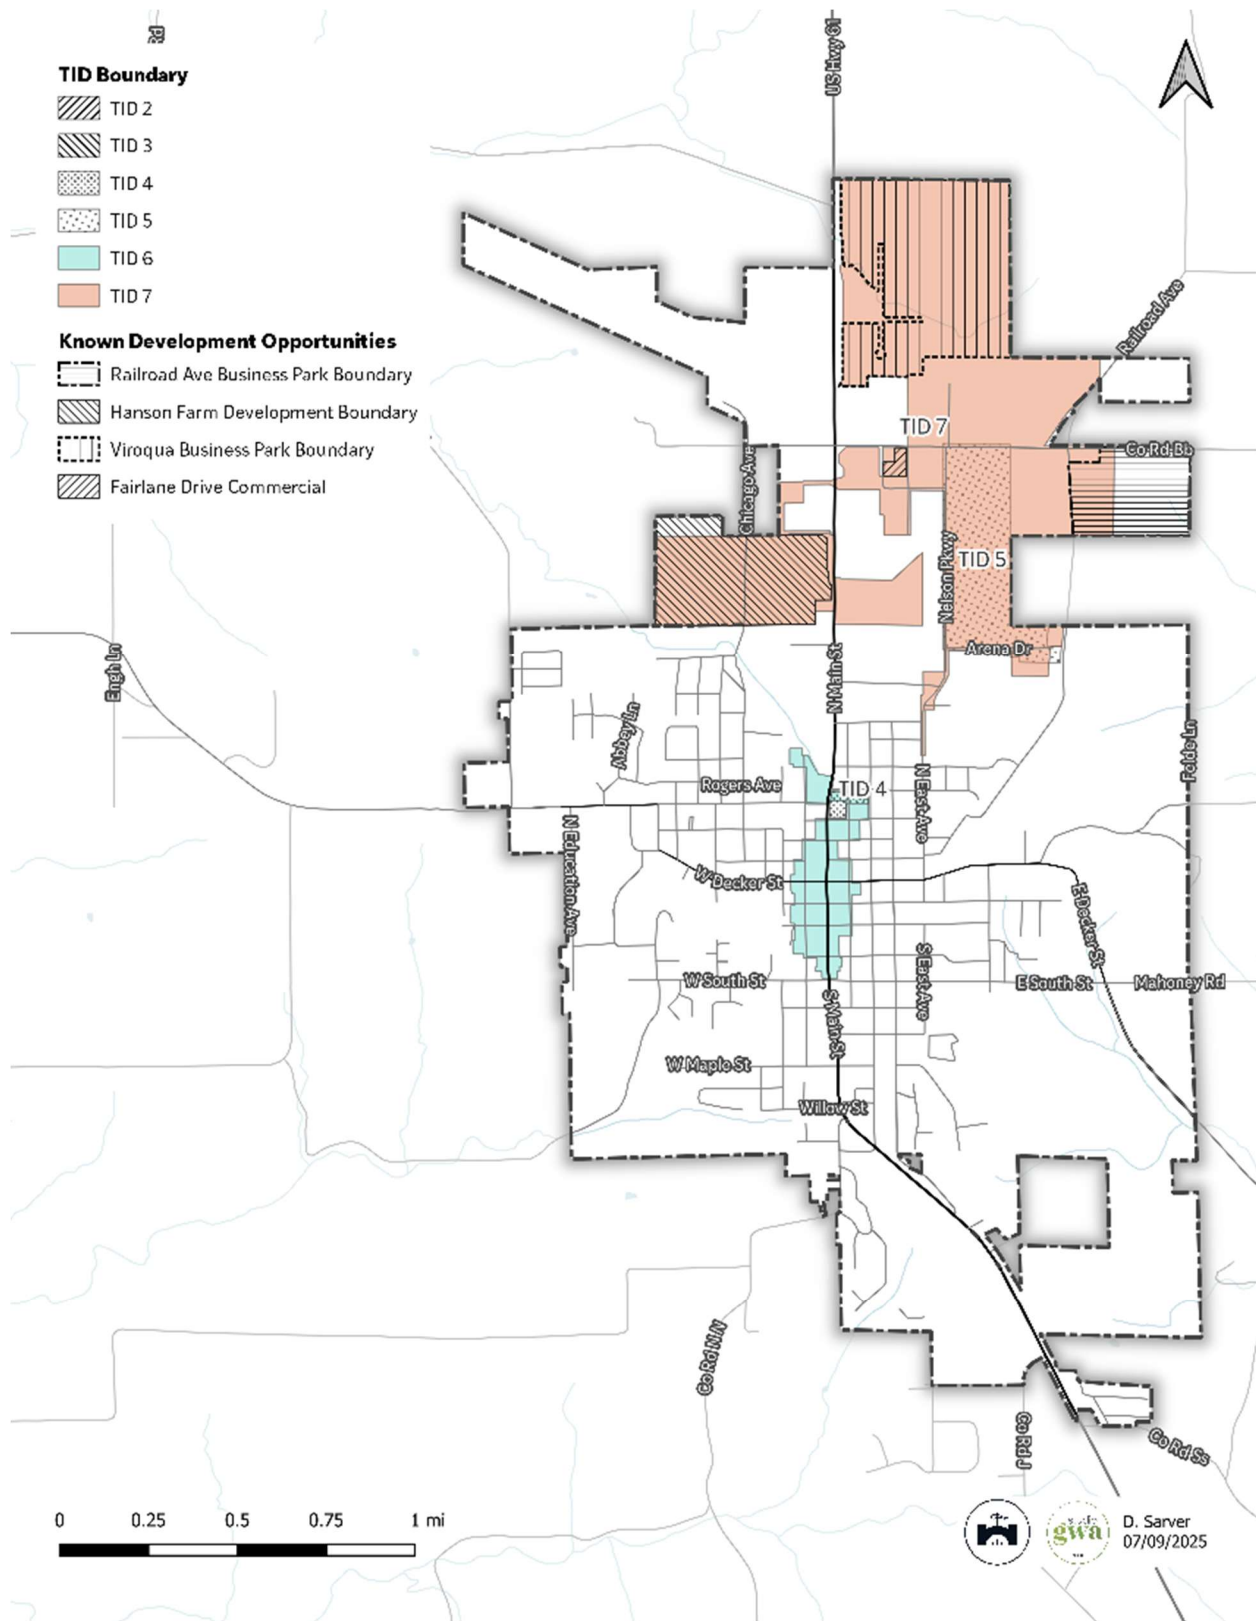 US Hwy 61
TID Boundary
TID 2
TID 3
TID 4
TID 5
TID 6
TID 7
Known Development Opportunities
Railroad Ave Business Park Boundary
Hanson Farm Development Boundary
Viroqua Business Park Boundary
Fairlane Drive Commercial
Railroad Ave
TID 7
Co Rd Bb
Chicago Ave
Nelson Pkwy
TID 5
Arena Dr
Engh Ln
N Main St
Abbey Ln
Folde Ln
Rogers Ave
TID 4
N East Ave
N Education Ave
W Decker St
E Decker St
S East Ave
W South St
E South St
Mahoney Rd
S Main St
W Maple St
Willow St
Co Rd N N
Co Rd J
Co Rd Ss
0 0.25 0.5 0.75 1 mi
gwa
D. Sarver
07/09/2025